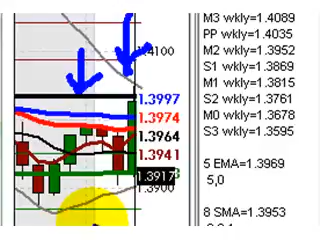 1.4100
1.3997
1.3974
1.3964
1.3941
1.3917
1.3900
M3 wkly=1.4089
PP wkly=1.4035
M2 wkly=1.3952
S1 wkly=1.3869
M1 wkly=1.3815
S2 wkly=1.3761
M0 wkly=1.3678
S3 wkly=1.3595
5 EMA=1.3969
5,0
8 SMA=1.3953